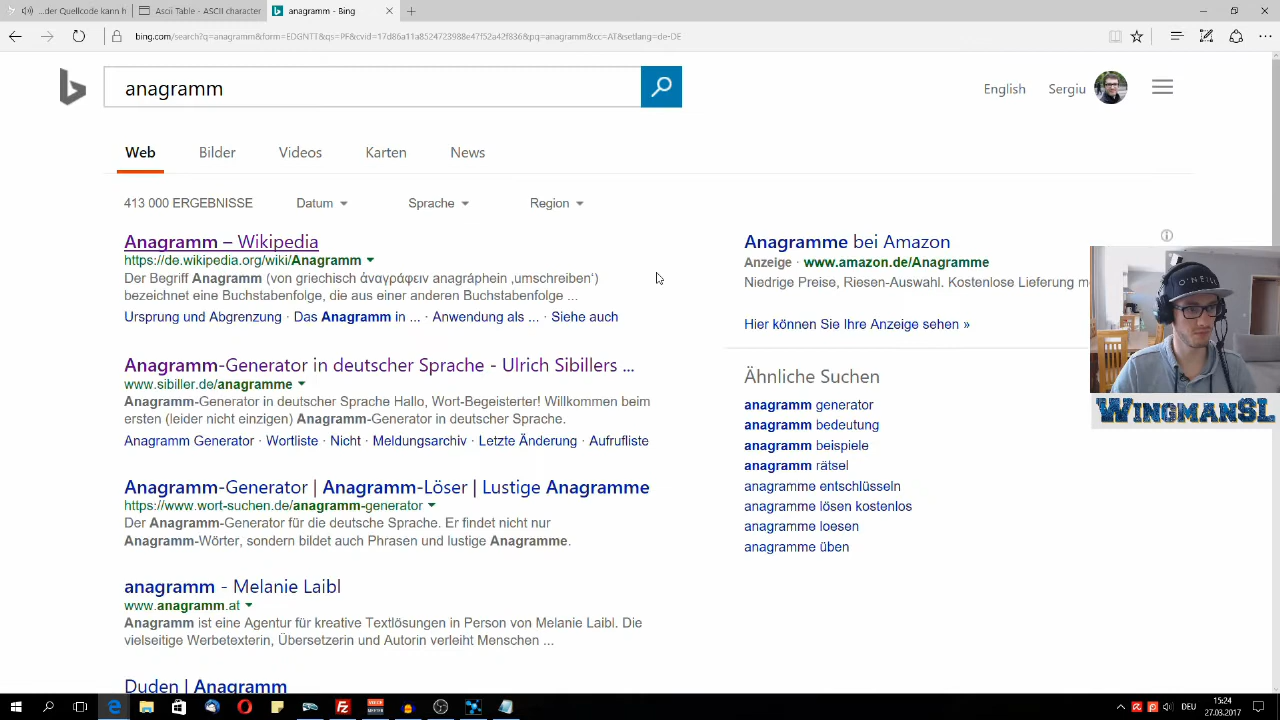 ...der Quellcode kann h
Ascii Table - ASCII character
anagramm - Bing
bing.com/search?q=anagramm&form=EDGNTT&qs=PF&cvid=17d86a11a8524723988e47f52a42f836&pq=anagramm&cc=AT&setlang=de-DE
anagramm
English
Sergiu
Web
Bilder
Videos
Karten
News
413 000 ERGEBNISSE
Datum
Sprache
Region
Anagramm – Wikipedia
https://de.wikipedia.org/wiki/Anagramm
Der Begriff Anagramm (von griechisch ἀναγράφειν anagráphein ‚umschreiben‘)
bezeichnet eine Buchstabenfolge, die aus einer anderen Buchstabenfolge ...
Ursprung und Abgrenzung · Das Anagramm in ... · Anwendung als ... · Siehe auch
Anagramm-Generator in deutscher Sprache - Ulrich Sibillers ...
www.sibiller.de/anagramme
Anagramm-Generator in deutscher Sprache Hallo, Wort-Begeisterter! Willkommen beim
ersten (leider nicht einzigen) Anagramm-Generator in deutscher Sprache.
Anagramm Generator · Wortliste · Nicht · Meldungsarchiv · Letzte Änderung · Aufrufliste
Anagramm-Generator | Anagramm-Löser | Lustige Anagramme
https://www.wort-suchen.de/anagramm-generator
Der Anagramm-Generator für die deutsche Sprache. Er findet nicht nur
Anagramm-Wörter, sondern bildet auch Phrasen und lustige Anagramme.
anagramm - Melanie Laibl
www.anagramm.at
Anagramm ist eine Agentur für kreative Textlösungen in Person von Melanie Laibl. Die
vielseitige Werbetexterin, Übersetzerin und Autorin verleiht Menschen ...
Duden | Anagramm
Anagramme bei Amazon
Anzeige · www.amazon.de/Anagramme
Niedrige Preise, Riesen-Auswahl. Kostenlose Lieferung m
Hier können Sie Ihre Anzeige sehen »
Ähnliche Suchen
anagramm generator
anagramm bedeutung
anagramm beispiele
anagramm rätsel
anagramme entschlüsseln
anagramme lösen kostenlos
anagramme loesen
anagramme üben
O'NEILL
WINGMANSL
DEU
15:24
27.03.2017